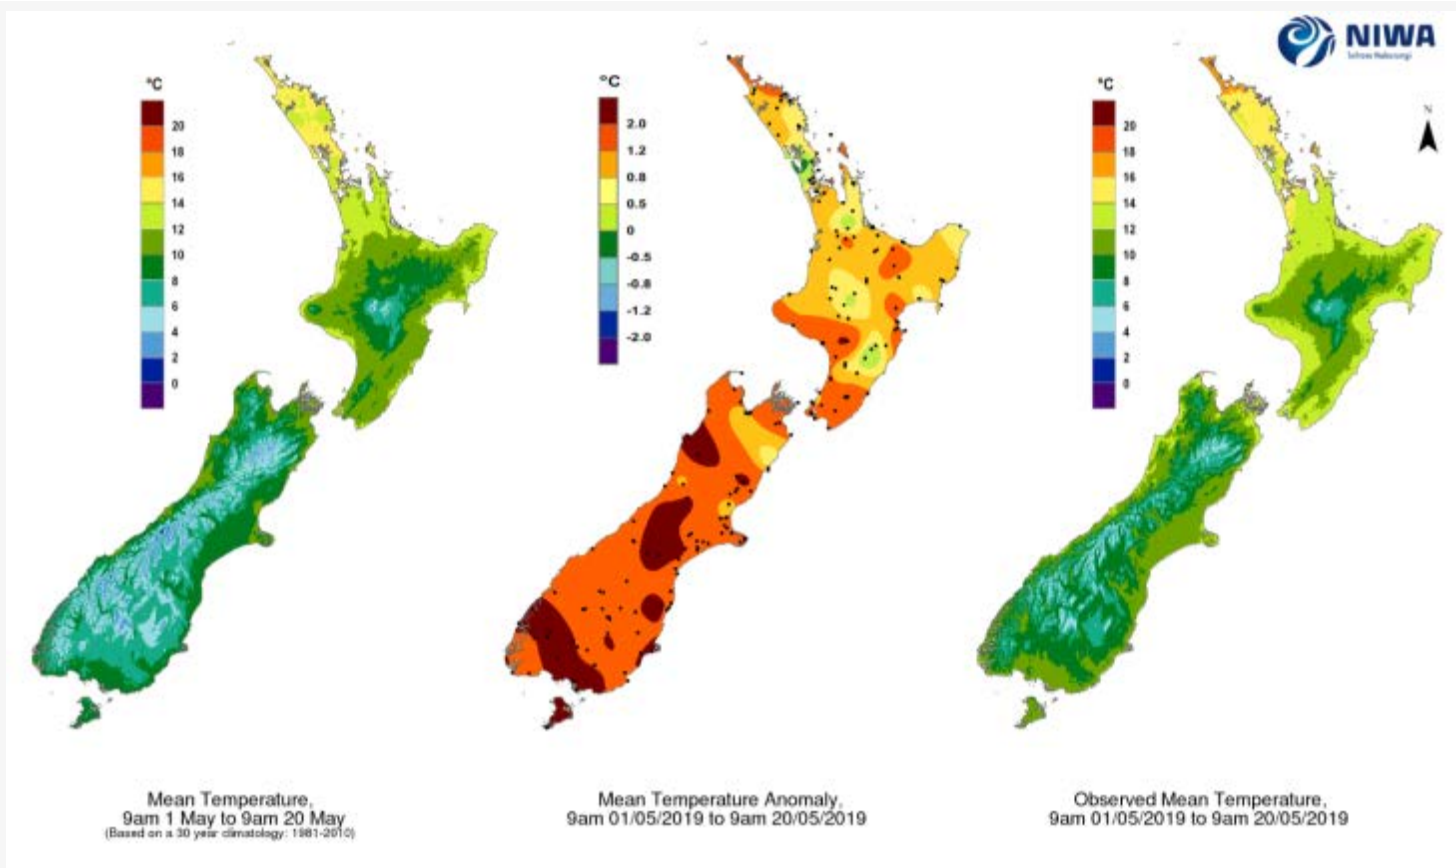 NIWA
Taihoro Nukurangi
°C
20
18
16
14
12
10
8
6
4
2
0
°C
2.0
1.2
0.8
0.5
0
-0.5
-0.8
-1.2
-2.0
°C
20
18
16
14
12
10
8
6
4
2
0
N
Mean Temperature,
9am 1 May to 9am 20 May
(Based on a 30 year climatology: 1981-2010)
Mean Temperature Anomaly,
9am 01/05/2019 to 9am 20/05/2019
Observed Mean Temperature,
9am 01/05/2019 to 9am 20/05/2019